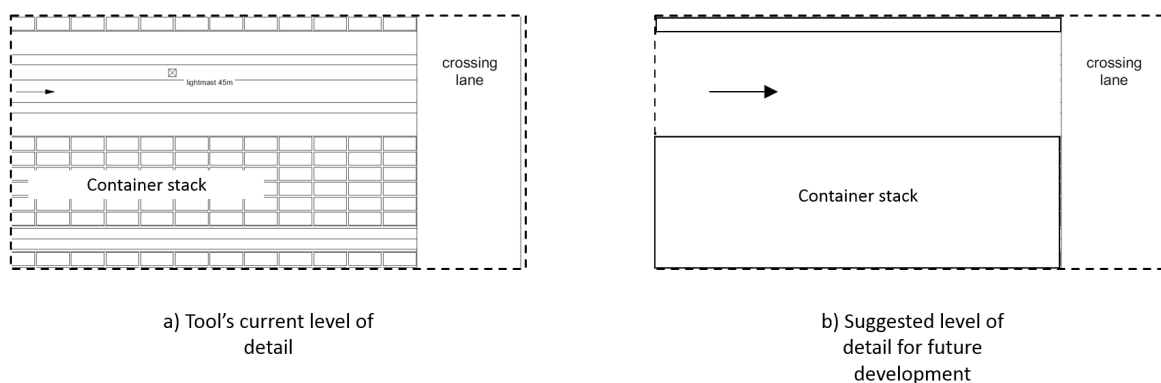 lightmast 45m
crossing
lane
Container stack
a) Tool's current level of
detail
crossing
lane
Container stack
b) Suggested level of
detail for future
development